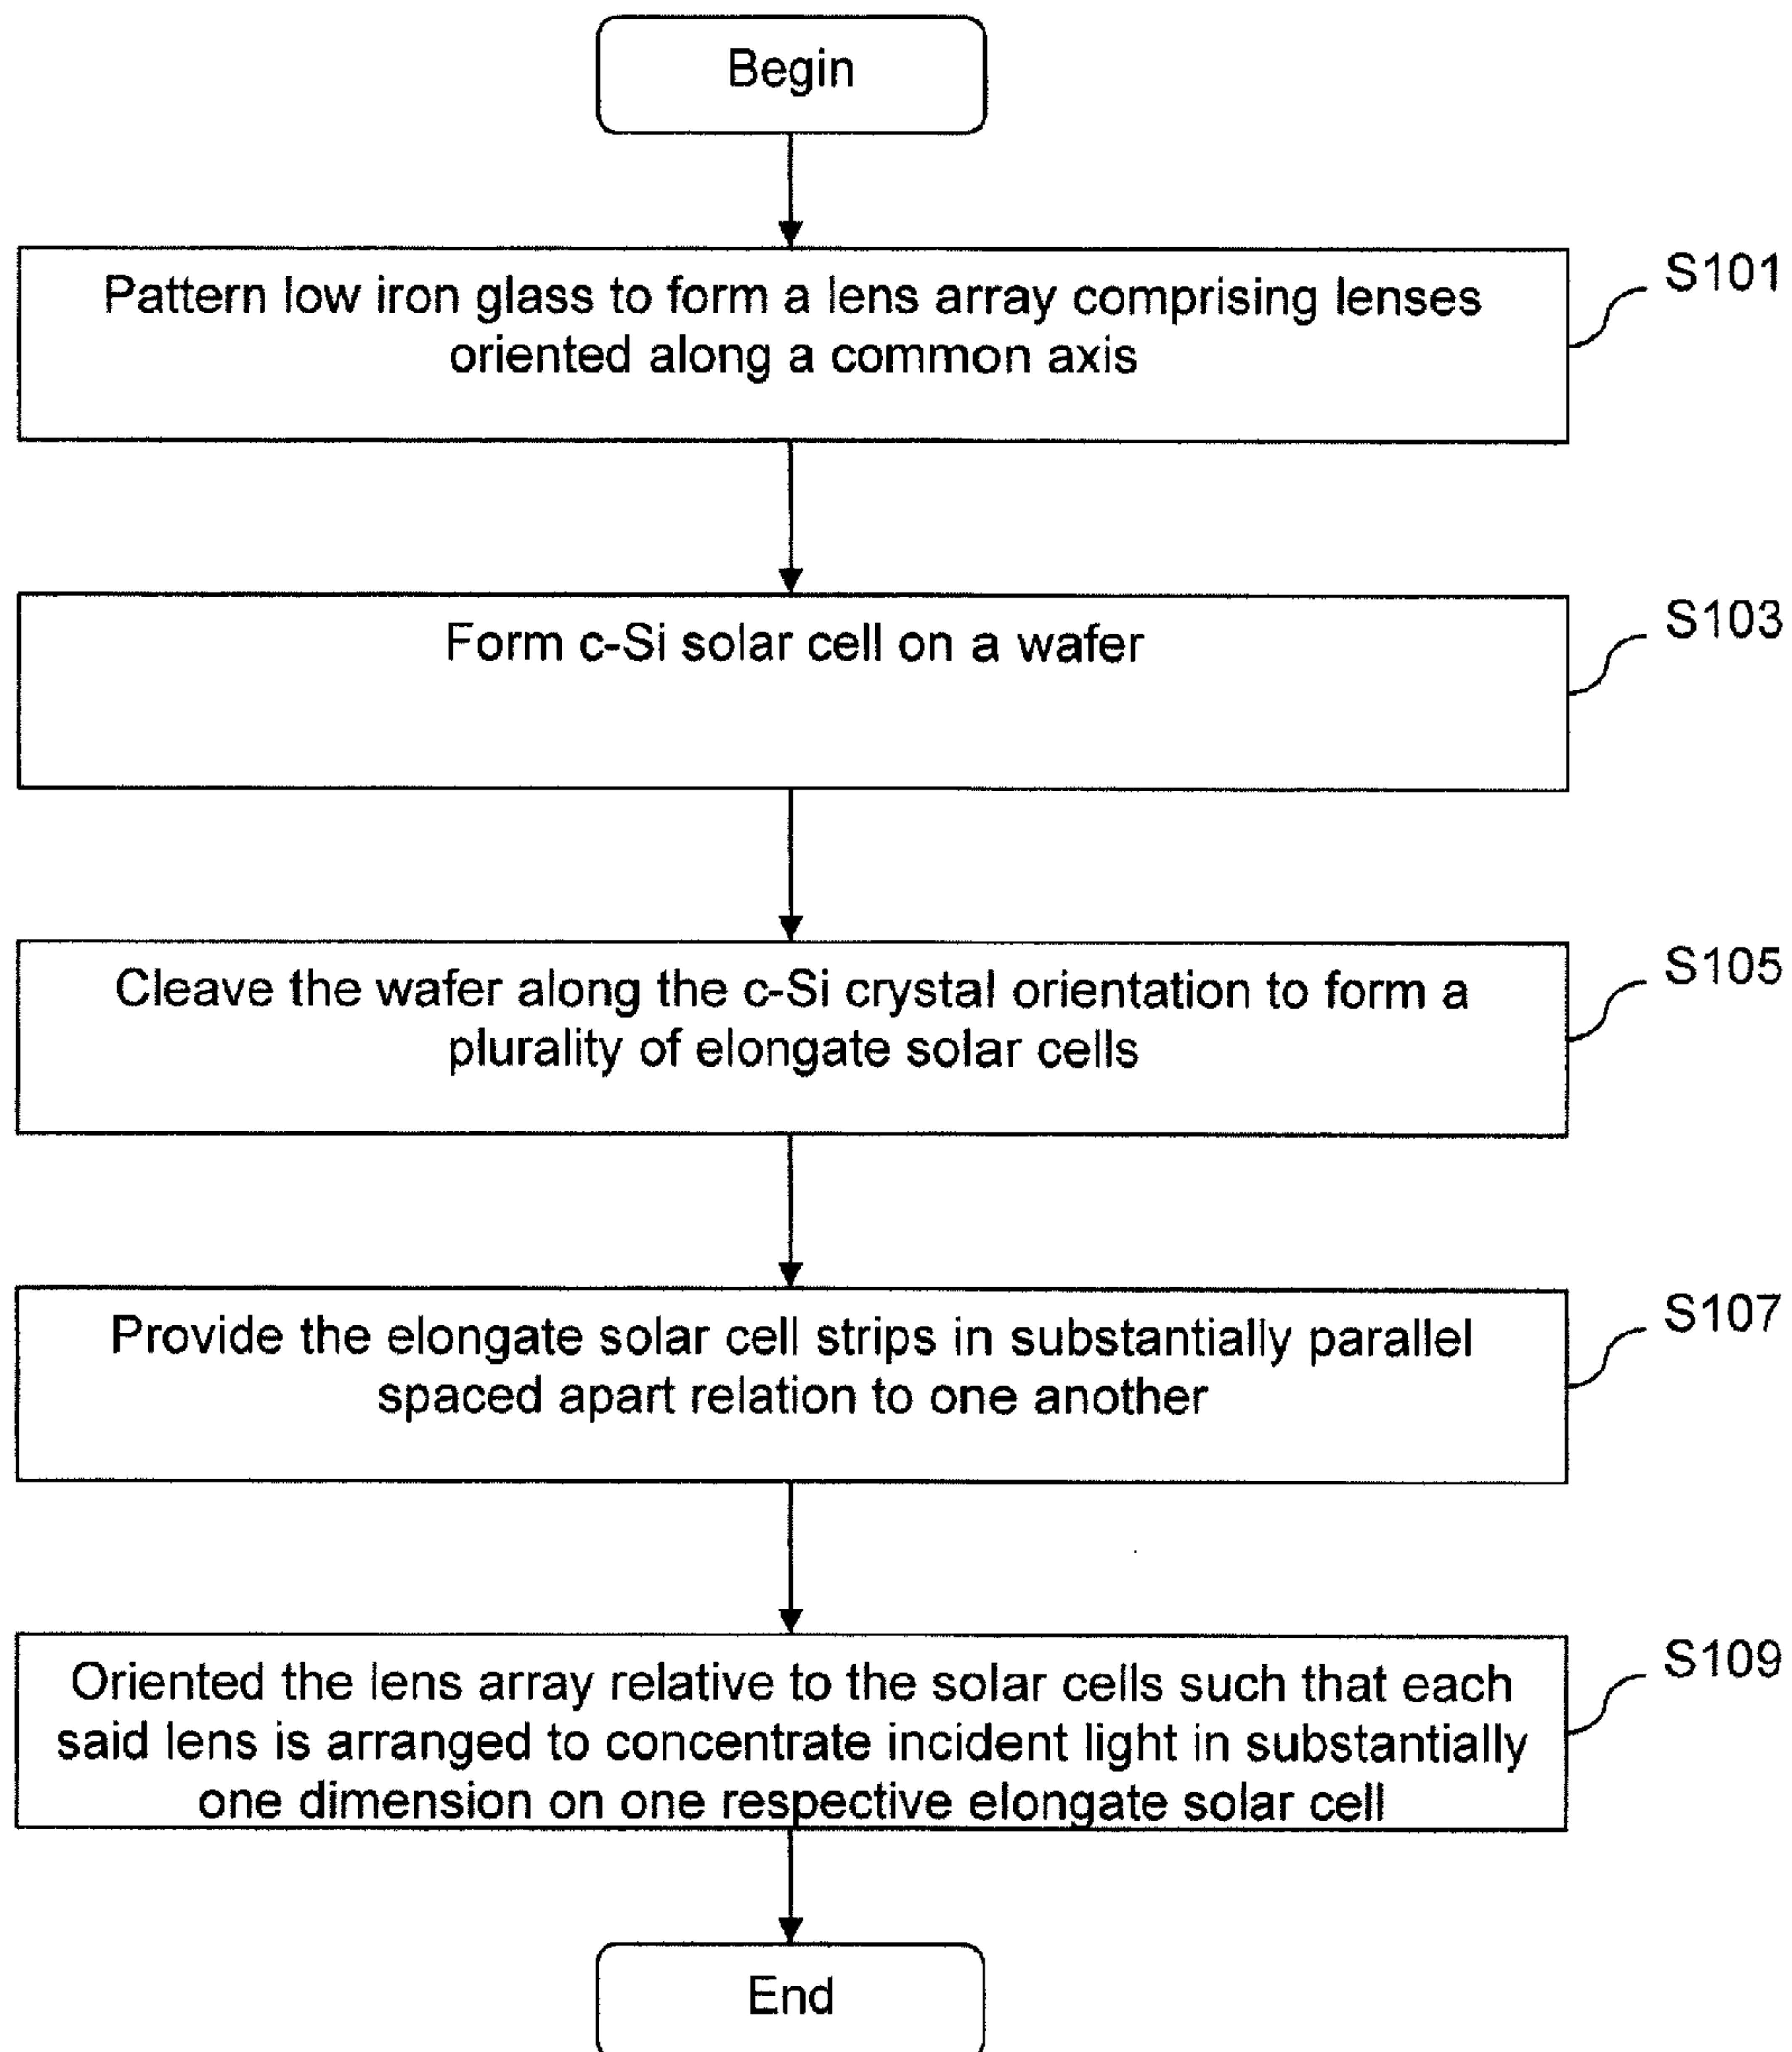 Begin
Pattern low iron glass to form a lens array comprising lenses
oriented along a common axis
S101
Form c-Si solar cell on a wafer
S103
Cleave the wafer along the c-Si crystal orientation to form a
plurality of elongate solar cells
S105
Provide the elongate solar cell strips in substantially parallel
spaced apart relation to one another
S107
Oriented the lens array relative to the solar cells such that each
said lens is arranged to concentrate incident light in substantially
one dimension on one respective elongate solar cell
S109
End